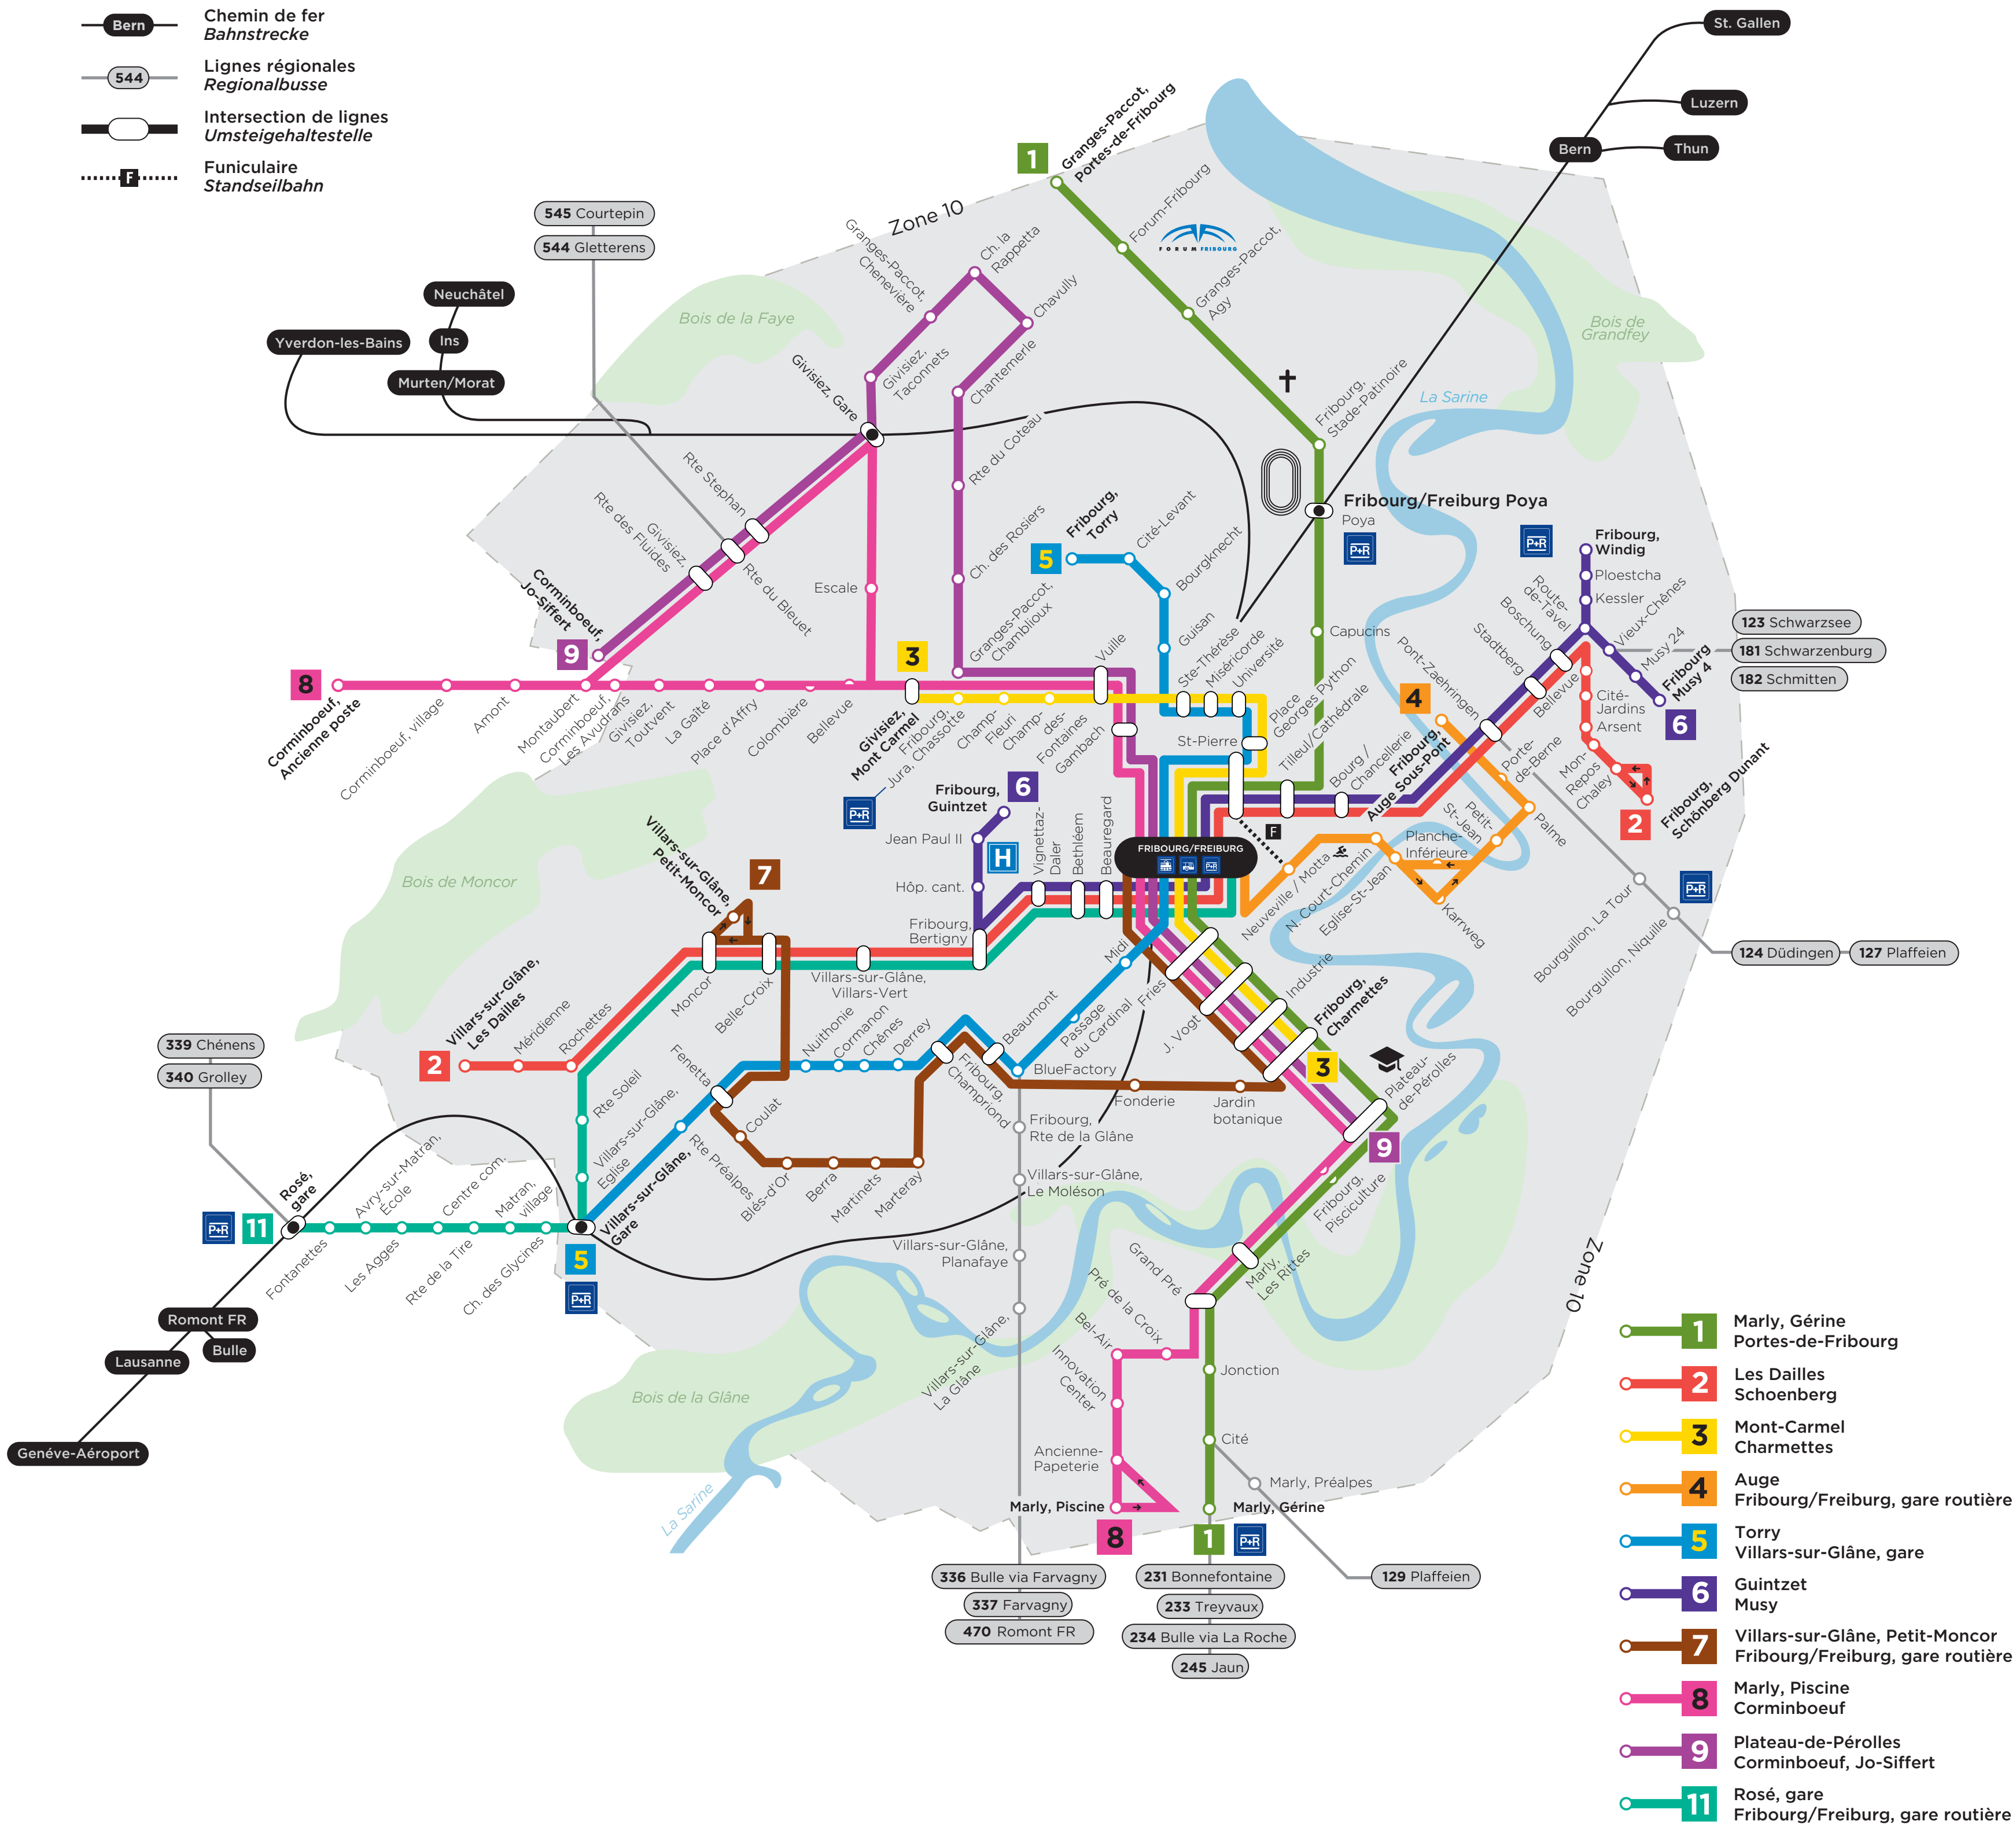 Bern
Chemin de fer
Bahnstrecke
544
Lignes régionales
Regionalbusse
Intersection de lignes
Umsteigehaltestelle
F
Funiculaire
Standseilbahn
St. Gallen
Luzern
Bern
Thun
545 Courtepin
544 Gletterens
Neuchâtel
Ins
Yverdon-les-Bains
Murten/Morat
Zone 10
Bois de la Faye
Bois de
Grandfey
La Sarine
1
Granges-Paccot,
Portes-de-Fribourg
Forum-Fribourg
FORUM FRIBOURG
Granges-Paccot,
Agy
Fribourg,
Stade-Patinoire
Fribourg/Freiburg Poya
Poya
P+R
Capucins
Granges-Paccot,
Chenevière
Ch. la
Rappetta
Chavully
Givisiez,
Taconnets
Chantemerle
Givisiez, Gare
Rte du Coteau
Rte Stephan
Givisiez,
Rte des Fluides
Rte du Bleuet
Ch. des Rosiers
Granges-Paccot,
Chamblioux
Escale
Corminboeuf,
Jo-Siffert
9
8
Corminboeuf,
Ancienne poste
Corminboeuf, village
Amont
Montaubert
Corminboeuf,
Les Avudrans
Givisiez,
Toutvent
La Gaîté
Place d'Affry
Colombière
Bellevue
3
Givisiez,
Mont Carmel
Fribourg,
Jura, Chassotte
Champ-
Fleuri
Champ-
des-
Fontaines
Vuille
Gambach
P+R
5
Fribourg,
Torry
Cité-Levant
Bourgknecht
Guisan
Ste-Thérèse
Miséricorde
Université
Place
Georges Python
St-Pierre
Tilleul/Cathédrale
Bourg /
Chancellerie
4
Fribourg,
Auge Sous-Pont
Pont-Zaehringen
Stadtberg
Boschung
Route-
de-Tavel
P+R
Fribourg,
Windig
Ploestcha
Kessler
Vieux-Chênes
Musy 24
Fribourg
Musy 4
6
123 Schwarzsee
181 Schwarzenburg
182 Schmitten
Bellevue
Cité-
Jardins
Arsent
Mon-
Repos
Chaley
2
Fribourg,
Schönberg Dunant
Porte-
de-Berne
Palme
Petit-
St-Jean
Planche-
Inférieure
Karrweg
Eglise-St-Jean
N. Court-Chemin
Neuveville / Motta
F
FRIBOURG/FREIBURG
P+R
P+R
Bourguillon, La Tour
Bourguillon, Niquille
124 Düdingen
127 Plaffeien
Bois de Moncor
Fribourg,
Guintzet
6
Jean Paul II
H
Hôp. cant.
Fribourg,
Bertigny
Vignettaz-
Daler
Bethléem
Beauregard
Villars-sur-Glâne,
Petit-Moncor
7
Moncor
Belle-Croix
Villars-sur-Glâne,
Villars-Vert
2
Villars-sur-Glâne,
Les Dailles
Méridienne
Rochettes
Rte Soleil
Villars-sur-Glâne,
Eglise
Fenetta
Nuithonie
Cormanon
Chênes
Derrey
Fribourg,
Champriond
Beaumont
BlueFactory
Passage
du Cardinal
Midi
Fries
J. Vogt
Industrie
Fribourg,
Charmettes
3
Plateau-
de-Pérolles
9
Fonderie
Jardin
botanique
Coulat
Rte Préalpes
Blés-d'Or
Berra
Martinets
Marteray
Fribourg,
Rte de la Glâne
Villars-sur-Glâne,
Le Moléson
Villars-sur-Glâne,
Planafaye
Villars-sur-Glâne,
La Glâne
339 Chénens
340 Grolley
P+R
11
Rosé,
gare
Fontanettes
Avry-sur-Matran,
École
Les Agges
Centre com.
Rte de la Tire
Matran,
village
Ch. des Glycines
Villars-sur-Glâne,
Gare
5
P+R
Romont FR
Bulle
Lausanne
Genéve-Aéroport
Bois de la Glâne
La Sarine
Fribourg,
Pisciculture
Marly,
Les Rittes
Grand Pré
Pré de la Croix
Bel-Air
Innovation
Center
Ancienne-
Papeterie
Marly, Piscine
8
Jonction
Cité
Marly, Préalpes
Marly, Gérine
1
P+R
Zone 10
336 Bulle via Farvagny
337 Farvagny
470 Romont FR
231 Bonnefontaine
233 Treyvaux
234 Bulle via La Roche
245 Jaun
129 Plaffeien
1
Marly, Gérine
Portes-de-Fribourg
2
Les Dailles
Schoenberg
3
Mont-Carmel
Charmettes
4
Auge
Fribourg/Freiburg, gare routière
5
Torry
Villars-sur-Glâne, gare
6
Guintzet
Musy
7
Villars-sur-Glâne, Petit-Moncor
Fribourg/Freiburg, gare routière
8
Marly, Piscine
Corminboeuf
9
Plateau-de-Pérolles
Corminboeuf, Jo-Siffert
11
Rosé, gare
Fribourg/Freiburg, gare routière